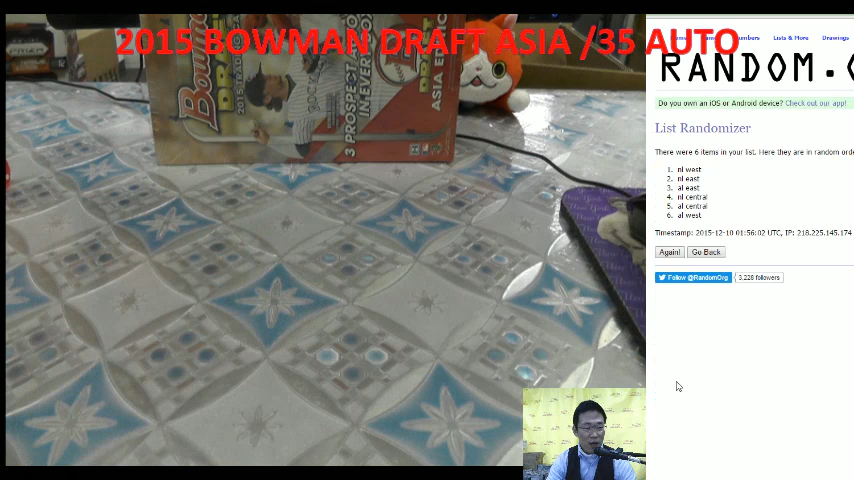 2015 BOWMAN DRAFT ASIA /35 AUTO
Bowman
DRAFT
3 PROSPECT
IN EVERY
ASIA
umbers
Lists & More
Drawings
RANDOM.
Do you own an iOS or Android device? Check out our app!
List Randomizer
There were 6 items in your list. Here they are in random orde
1. nl west
2. nl east
3. al east
4. nl central
5. al central
6. al west
Timestamp: 2015-12-10 01:56:02 UTC, IP: 218.225.145.174
Again!
Go Back
Follow @RandomOrg
3,228 followers